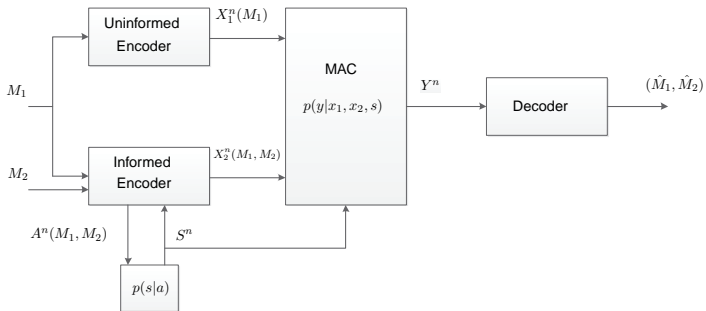 Uninformed
Encoder
X_1^n(M_1)
MAC
p(y|x_1, x_2, s)
M_1
Y^n
Decoder
(\hat{M}_1, \hat{M}_2)
M_2
Informed
Encoder
X_2^n(M_1, M_2)
A^n(M_1, M_2)
S^n
p(s|a)